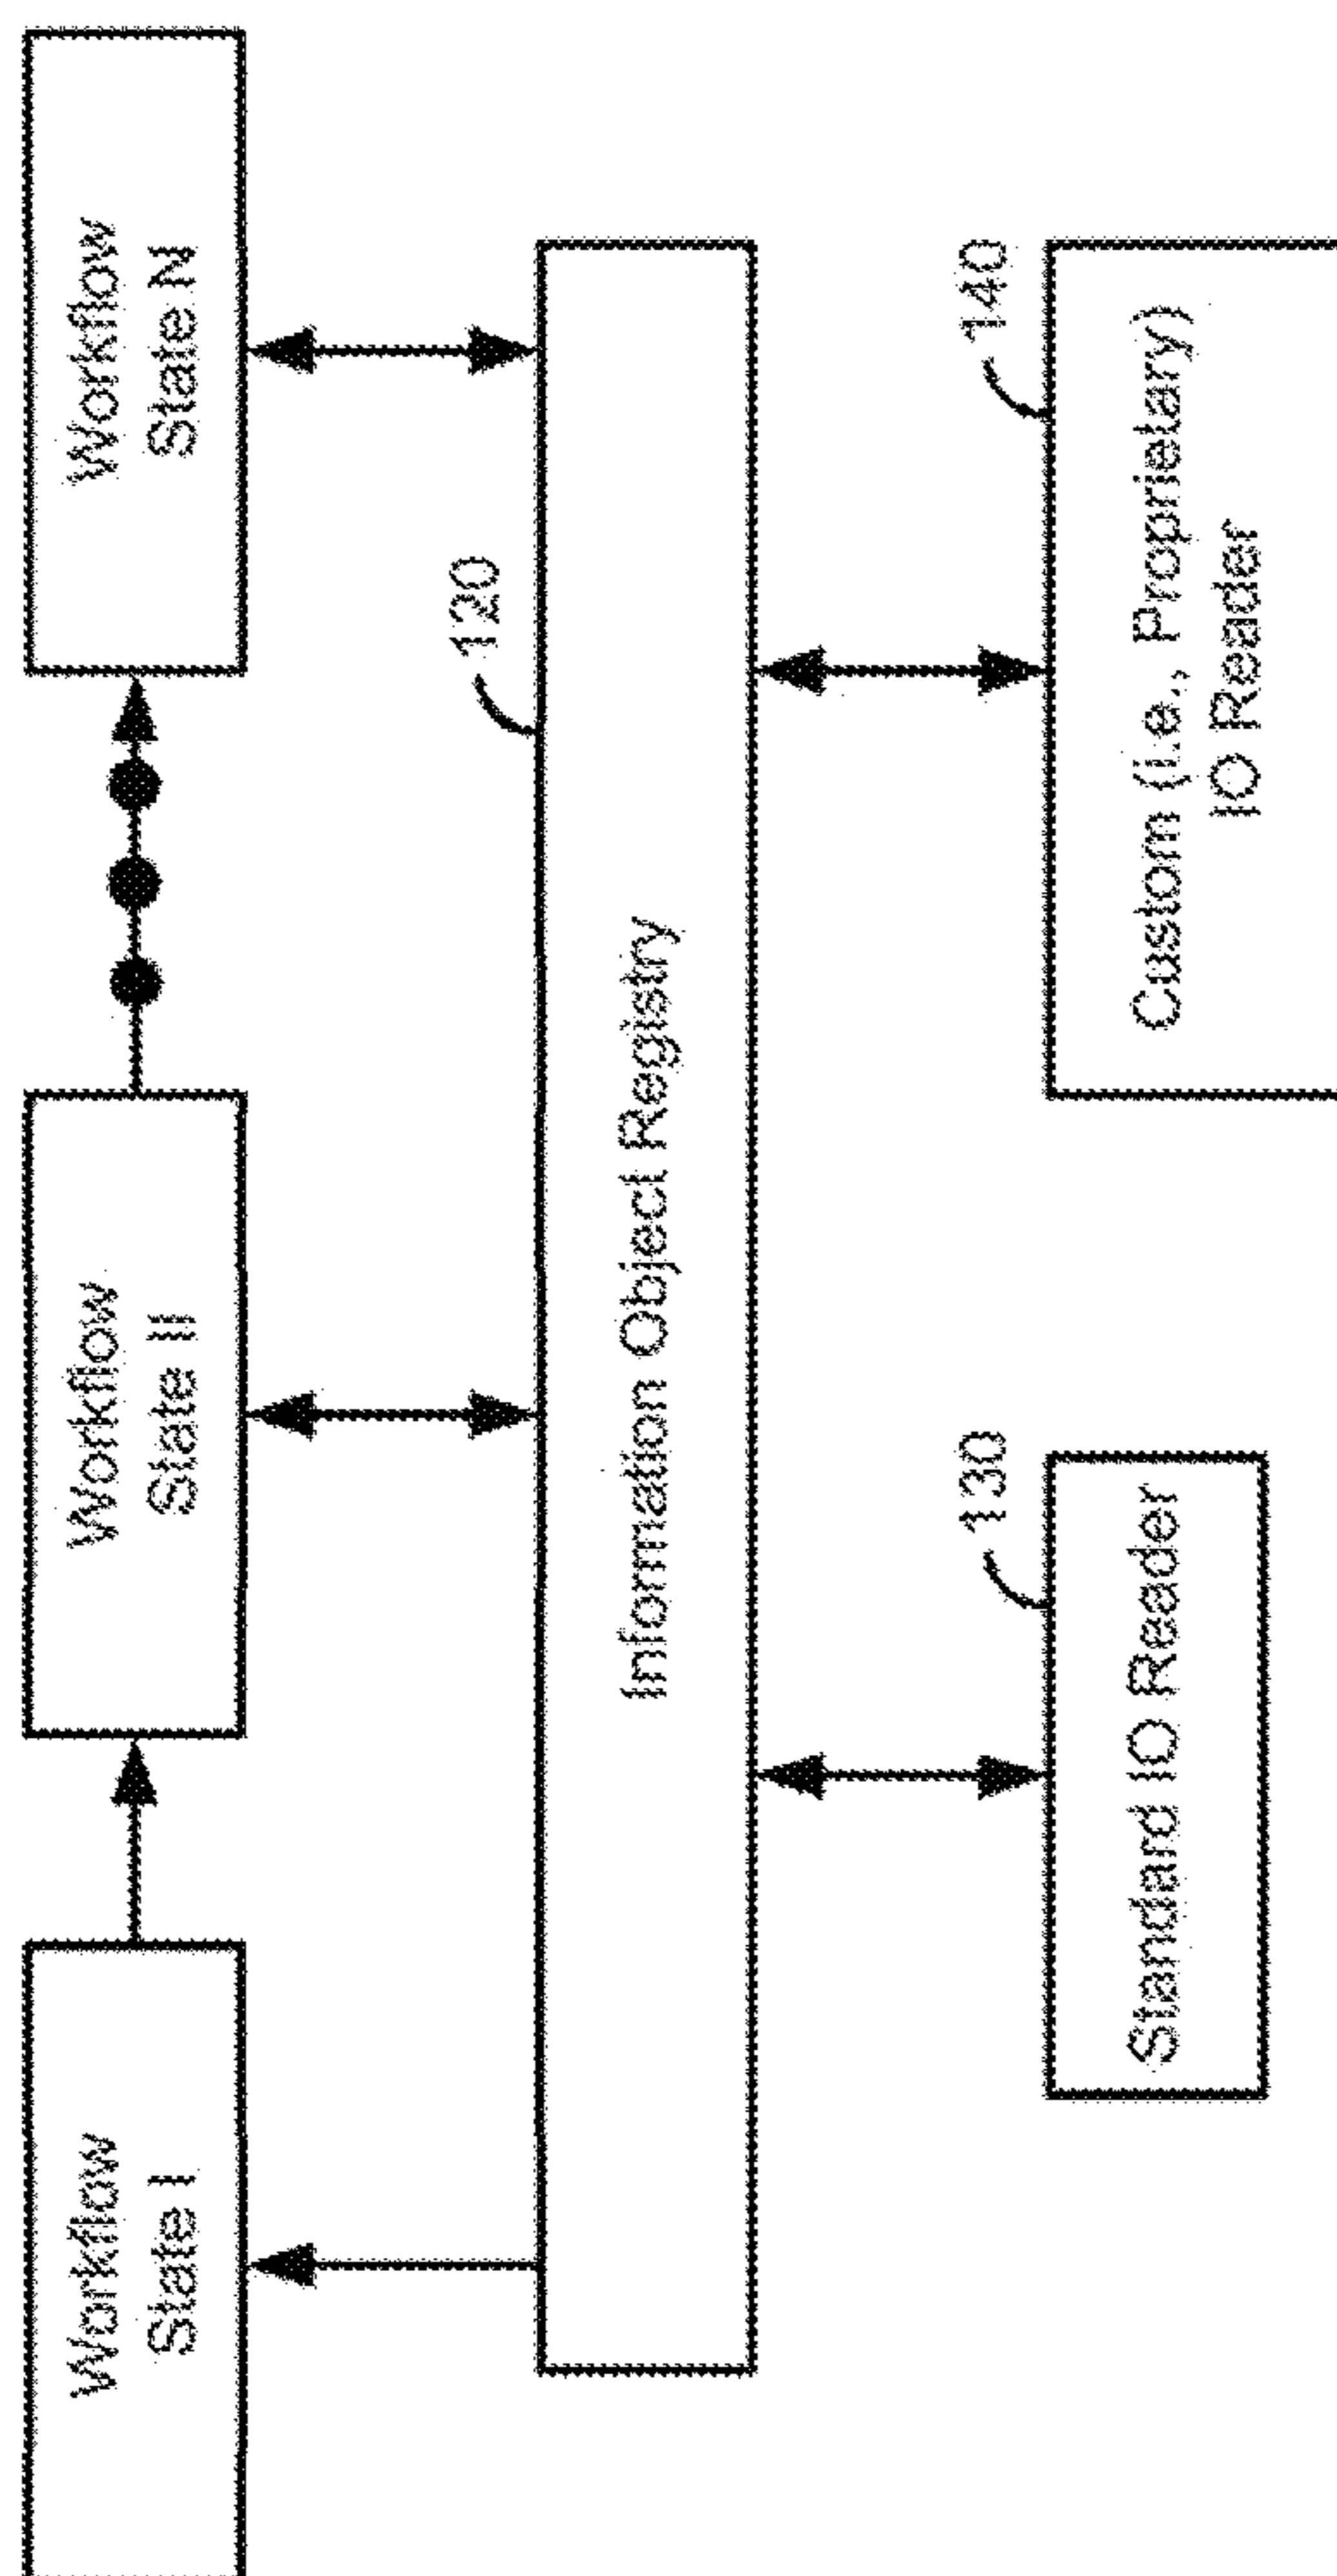 Workflow
State I
Workflow
State II
Workflow
State N
120
Information Object Registry
130
Standard IO Reader
140
Custom (i.e., Proprietary)
IO Reader